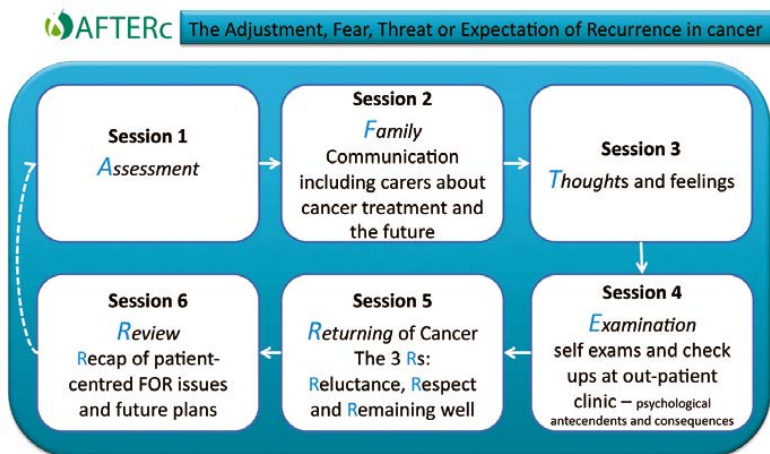 AFTERc
The Adjustment, Fear, Threat or Expectation of Recurrence in cancer
Session 1
Assessment
Session 2
Family
Communication
including carers about
cancer treatment and
the future
Session 3
Thoughts and feelings
Session 4
Examination
self exams and check
ups at out-patient
clinic – psychological
antecendents and consequences
Session 5
Returning of Cancer
The 3 Rs:
Reluctance, Respect
and Remaining well
Session 6
Review
Recap of patient-
centred FOR issues
and future plans